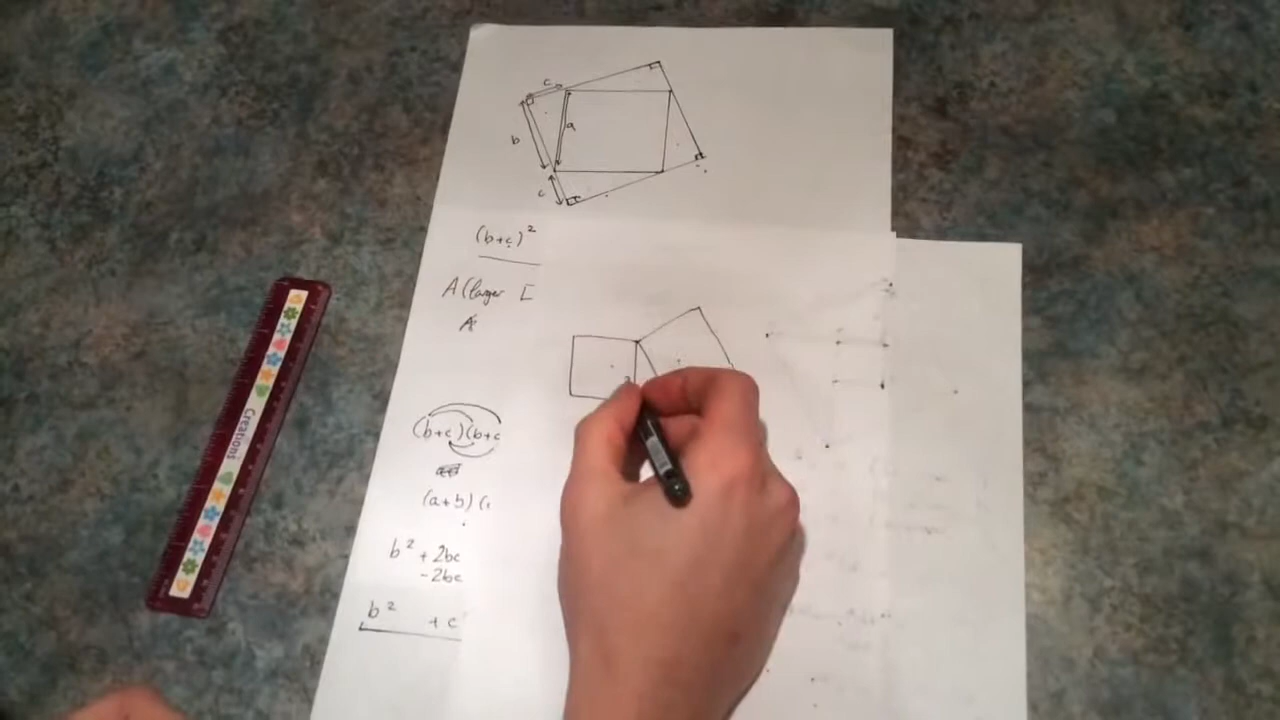 c
b
a
c
(b+c)²
A(larger
A
(b+c)(b+c
(a+b)(
b² + 2bc
- 2bc
b² + c
Creations